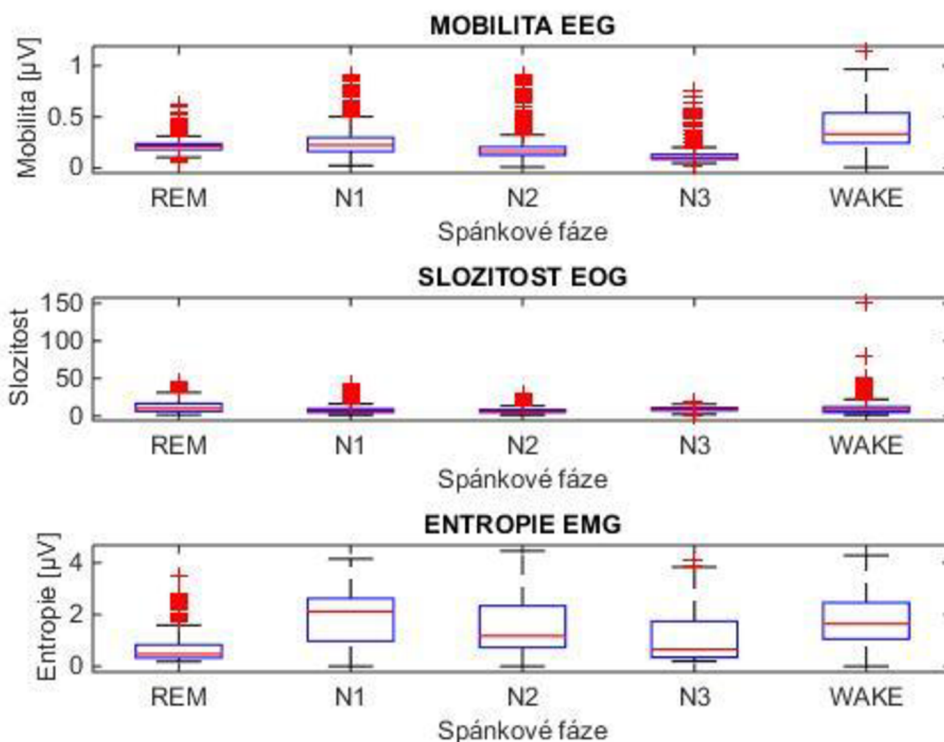 MOBILITA EEG
Mobilita [µV]
1
0.5
0
REM N1 N2 N3 WAKE
Spánkové fáze
SLOZITOST EOG
Slozitost
150
100
50
0
REM N1 N2 N3 WAKE
Spánkové fáze
ENTROPIE EMG
Entropie [µV]
4
2
0
REM N1 N2 N3 WAKE
Spánkové fáze